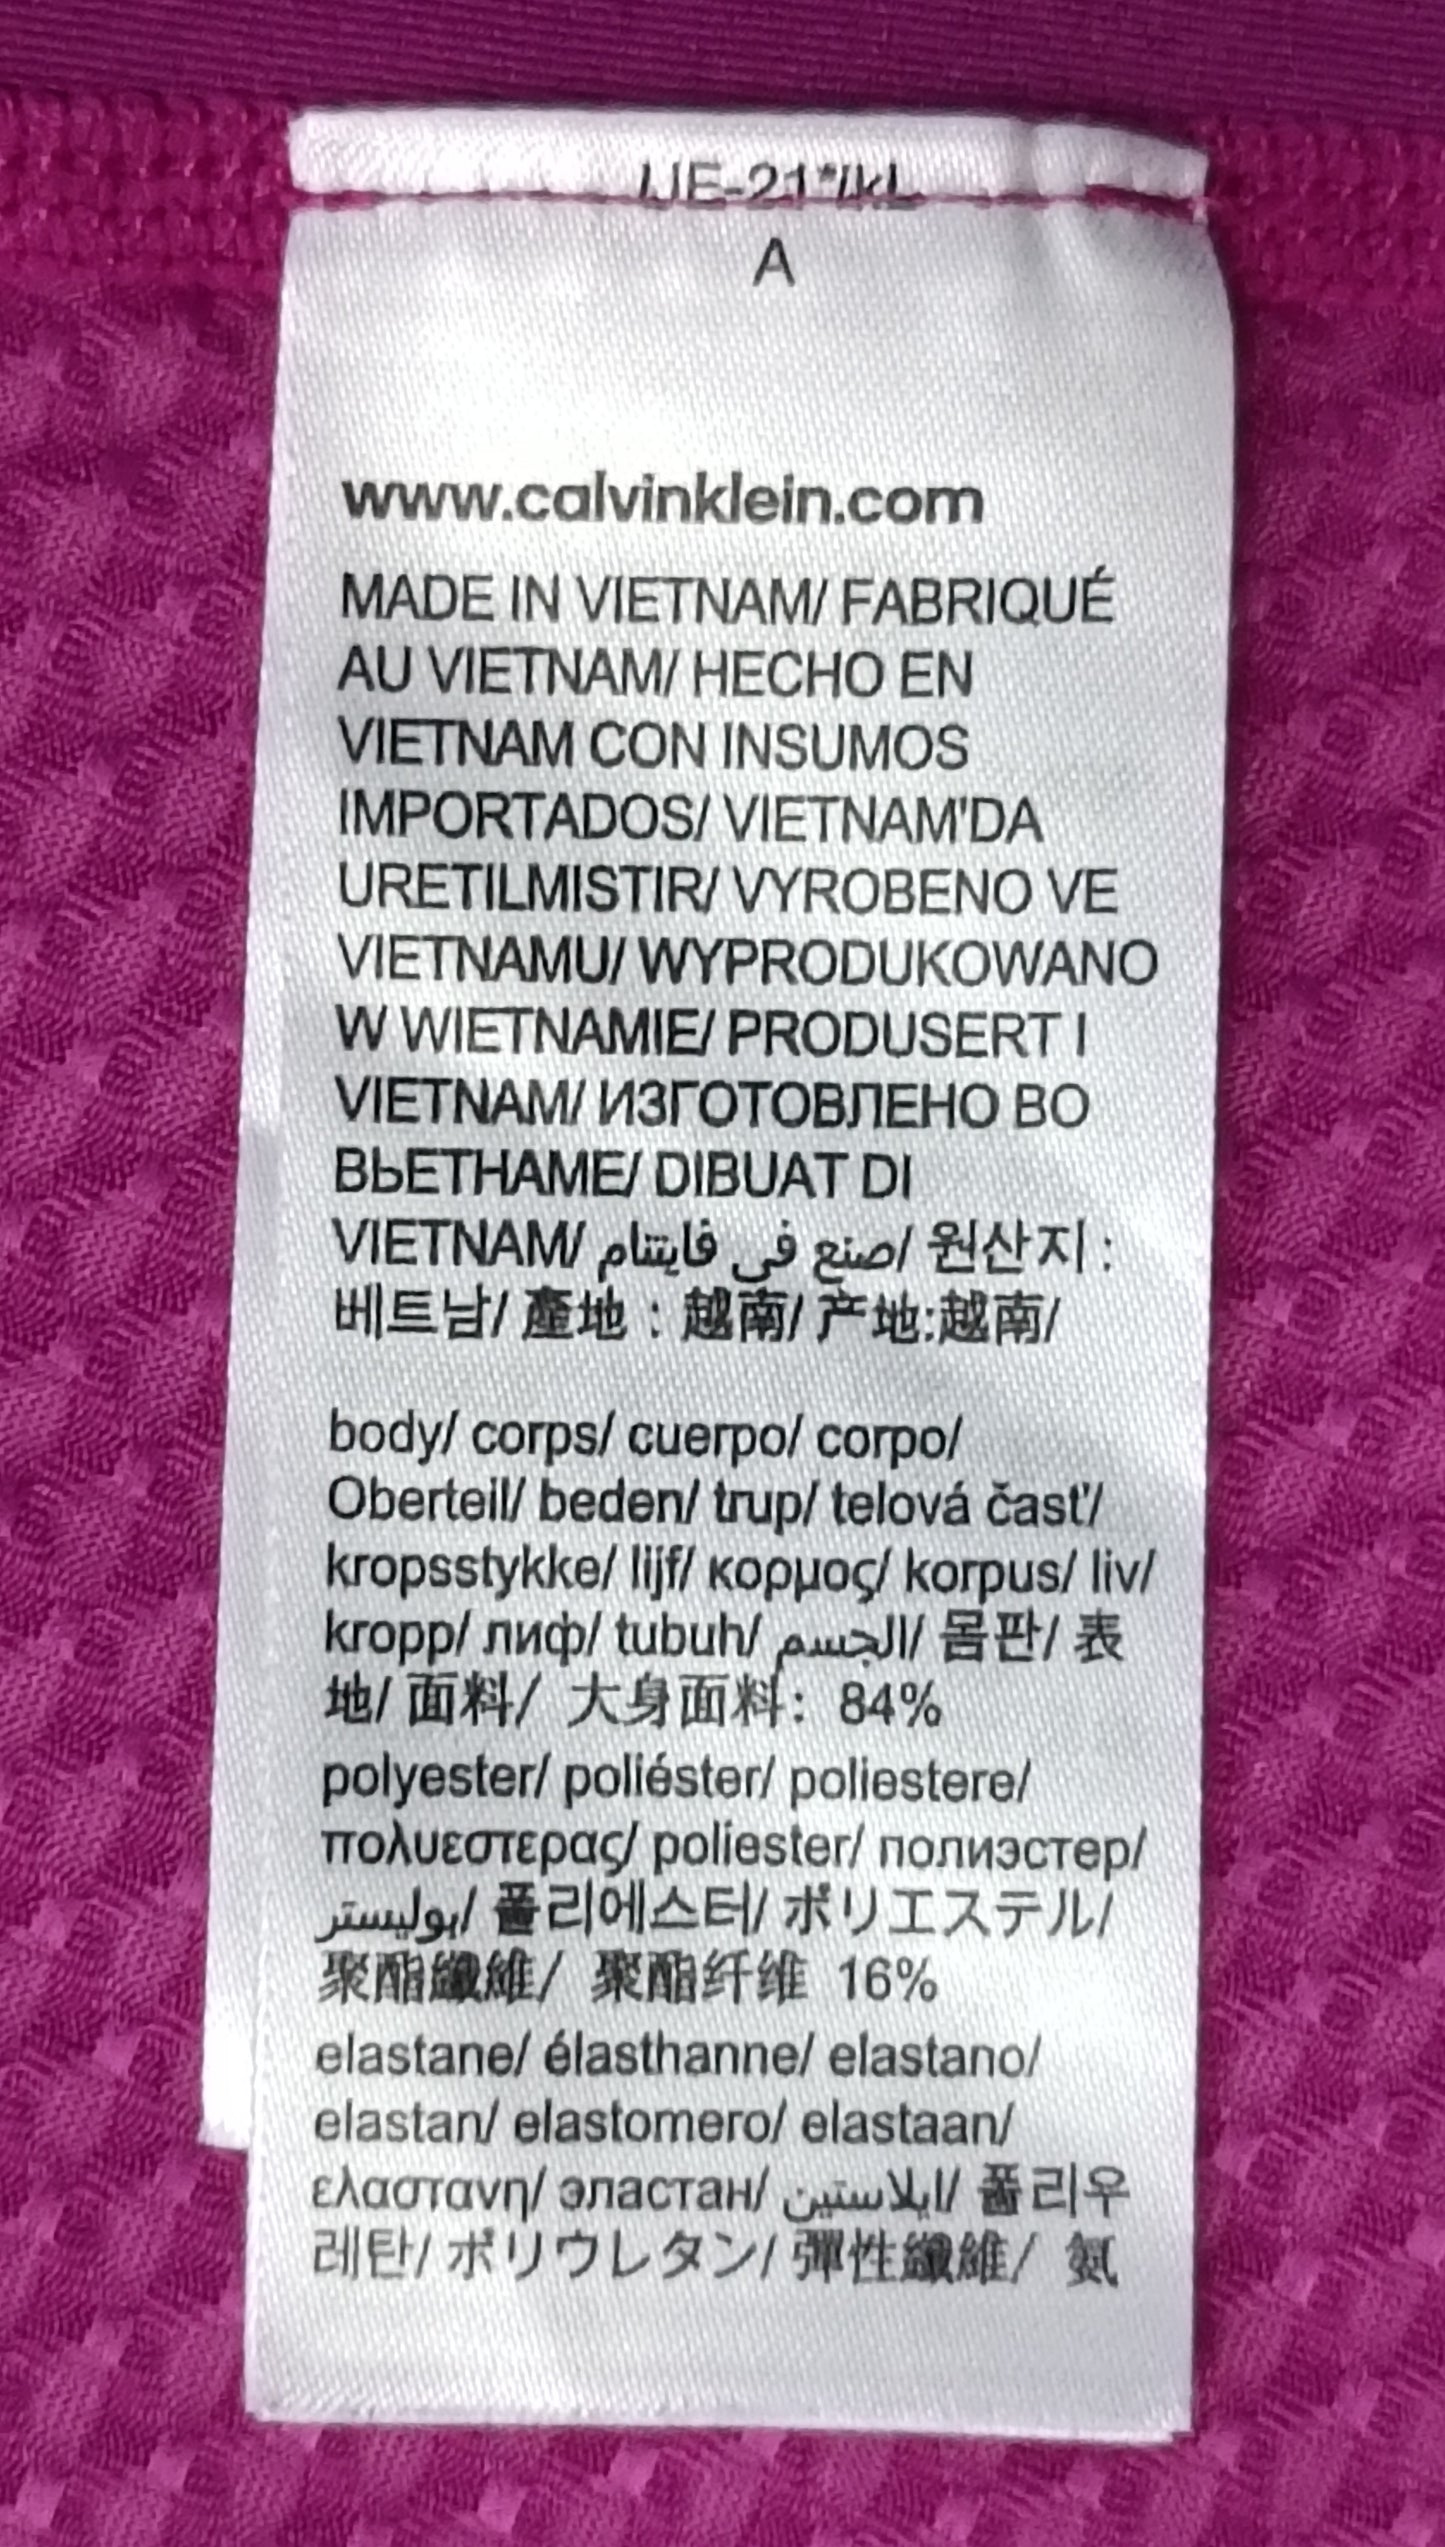 A
www.calvinklein.com
MADE IN VIETNAM/ FABRIQUÉ
AU VIETNAM/ HECHO EN
VIETNAM CON INSUMOS
IMPORTADOS/ VIETNAM'DA
URETILMISTIR/ VYROBENO VE
VIETNAMU/ WYPRODUKOWANO
W WIETNAMIE/ PRODUSERT I
VIETNAM/ ИЗГОТОВЛЕНО ВО
ВЬЕТНАМЕ/ DIBUAT DI
VIETNAM/ صنع في فايتنام/ 원산지 :
베트남/ 產地 : 越南/ 产地:越南/
body/ corps/ cuerpo/ corpo/
Oberteil/ beden/ trup/ telová časť/
kropsstykke/ lijf/ κορμος/ korpus/ liv/
kropp/ лиф/ tubuh/ الجسم/ 몸판/ 表
地/ 面料/ 大身面料: 84%
polyester/ poliéster/ poliestere/
πολυεστερας/ poliester/ полиэстер/
بوليستر/ 폴리에스터/ ポリエステル/
聚酯纖維/ 聚酯纤维 16%
elastane/ élasthanne/ elastano/
elastan/ elastomero/ elastaan/
ελαστανη/ эластан/ ايلاستين/ 폴리우
레탄/ ポリウレタン/ 彈性纖維/ 氨